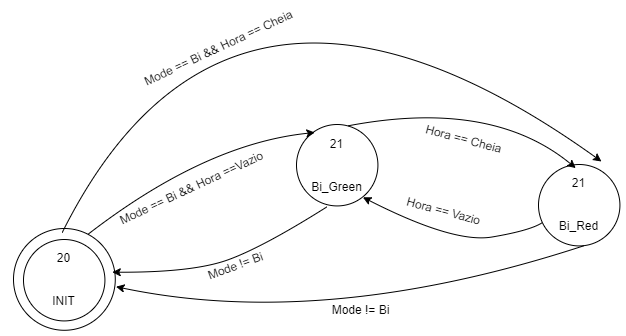 Mode == Bi && Hora == Cheia
21
Hora == Cheia
Mode == Bi && Hora ==Vazio
21
Bi_Green
Hora == Vazio
Bi_Red
20
Mode != Bi
INIT
Mode != Bi